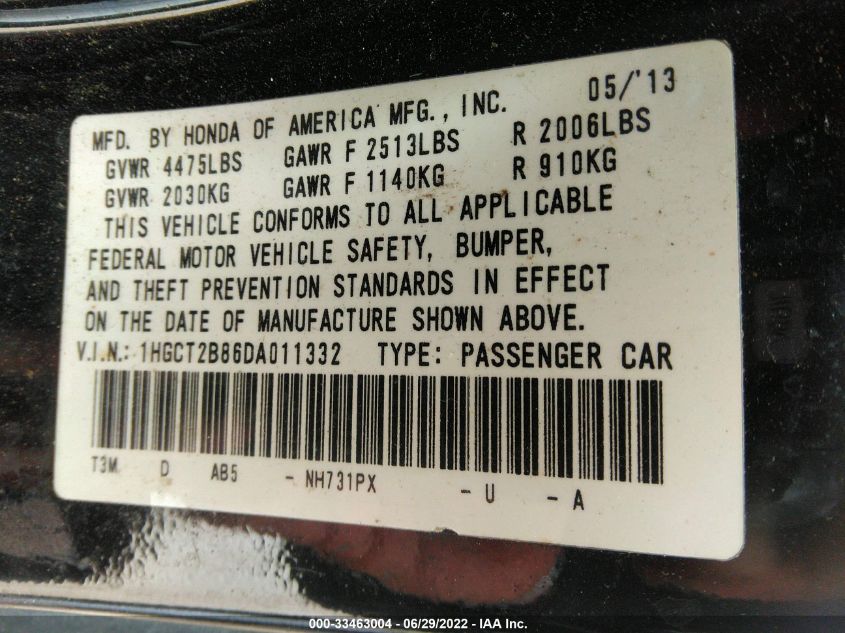 05/'13
MFD. BY HONDA OF AMERICA MFG., INC.
GVWR 4475LBS GAWR F 2513LBS R 2006LBS
GVWR 2030KG GAWR F 1140KG R 910KG
THIS VEHICLE CONFORMS TO ALL APPLICABLE
FEDERAL MOTOR VEHICLE SAFETY, BUMPER,
AND THEFT PREVENTION STANDARDS IN EFFECT
ON THE DATE OF MANUFACTURE SHOWN ABOVE.
V.I.N.: 1HGCT2B86DA011332 TYPE: PASSENGER CAR
T3M D AB5 - NH731PX - U - A
000-33463004 - 06/29/2022 - IAA Inc.